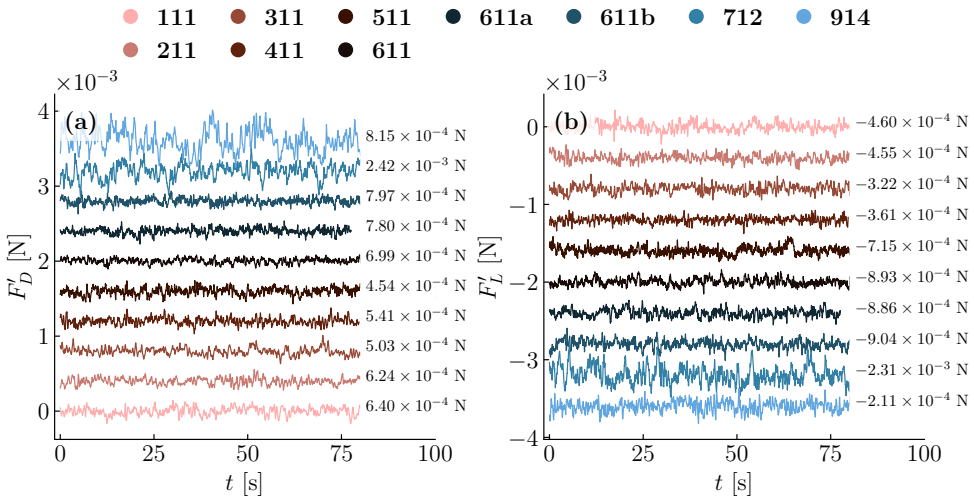 111 311 511 611a 611b 712 914
211 411 611
×10⁻³
(a)
4
3
2
1
0
F′_D [N]
8.15 × 10⁻⁴ N
2.42 × 10⁻³ N
7.97 × 10⁻⁴ N
7.80 × 10⁻⁴ N
6.99 × 10⁻⁴ N
4.54 × 10⁻⁴ N
5.41 × 10⁻⁴ N
5.03 × 10⁻⁴ N
6.24 × 10⁻⁴ N
6.40 × 10⁻⁴ N
0 25 50 75 100
t [s]
×10⁻³
(b)
0
−1
−2
−3
−4
F′_L [N]
−4.60 × 10⁻⁴ N
−4.55 × 10⁻⁴ N
−3.22 × 10⁻⁴ N
−3.61 × 10⁻⁴ N
−7.15 × 10⁻⁴ N
−8.93 × 10⁻⁴ N
−8.86 × 10⁻⁴ N
−9.04 × 10⁻⁴ N
−2.31 × 10⁻³ N
−2.11 × 10⁻⁴ N
0 25 50 75 100
t [s]